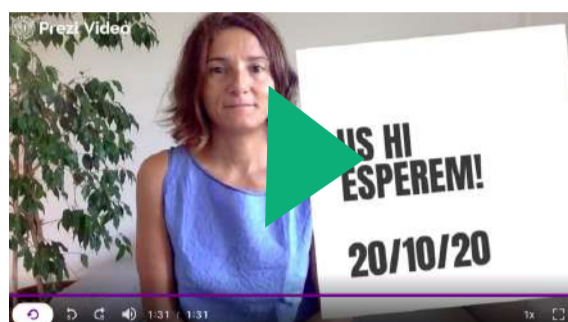 Prezi Video
US HI
ESPEREM!
20/10/20
1:31 / 1:31
1x